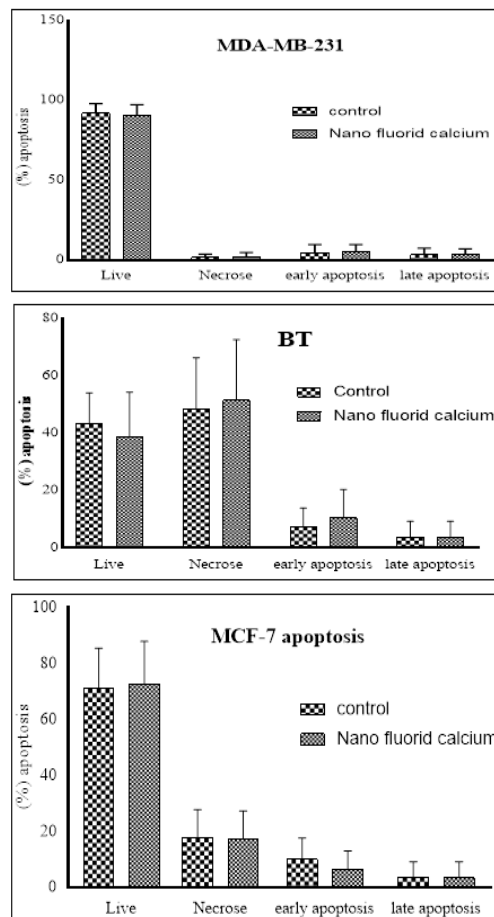 MDA-MB-231
150
100
50
0
(%) apoptosis
control
Nano fluorid calcium
Live Necrose early apoptosis late apoptosis
BT
80
60
40
20
0
(%) apoptosis
Control
Nano fluorid calcium
Live Necrose early apoptosis late apoptosis
MCF-7 apoptosis
100
80
60
40
20
0
(%) apoptosis
control
Nano fluorid calcium
Live Necrose early apoptosis late apoptosis